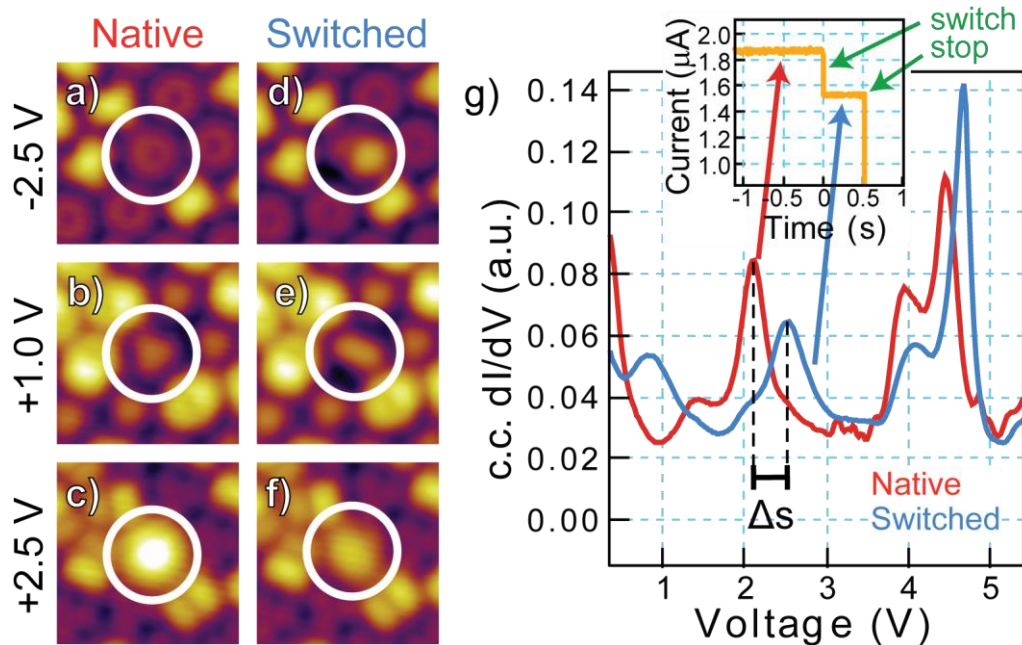 Native
Switched
-2.5 V
+1.0 V
+2.5 V
a)
d)
b)
e)
c)
f)
g)
c.c. dI/dV (a.u.)
0.14
0.12
0.10
0.08
0.06
0.04
0.02
0.00
1 2 3 4 5
Voltage (V)
Δs
Native
Switched
Current (μA)
2.0
1.8
1.6
1.4
1.2
1.0
-1 -0.5 0 0.5 1
Time (s)
switch
stop